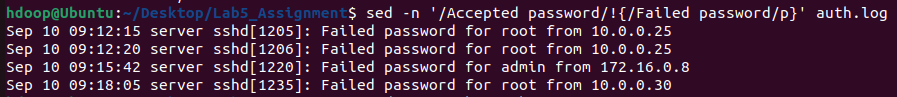 hdoop@Ubuntu:~/Desktop/Lab5_Assignment$ sed -n '/Accepted password/!{/Failed password/p}' auth.log
Sep 10 09:12:15 server sshd[1205]: Failed password for root from 10.0.0.25
Sep 10 09:12:20 server sshd[1206]: Failed password for root from 10.0.0.25
Sep 10 09:15:42 server sshd[1220]: Failed password for admin from 172.16.0.8
Sep 10 09:18:05 server sshd[1235]: Failed password for root from 10.0.0.30